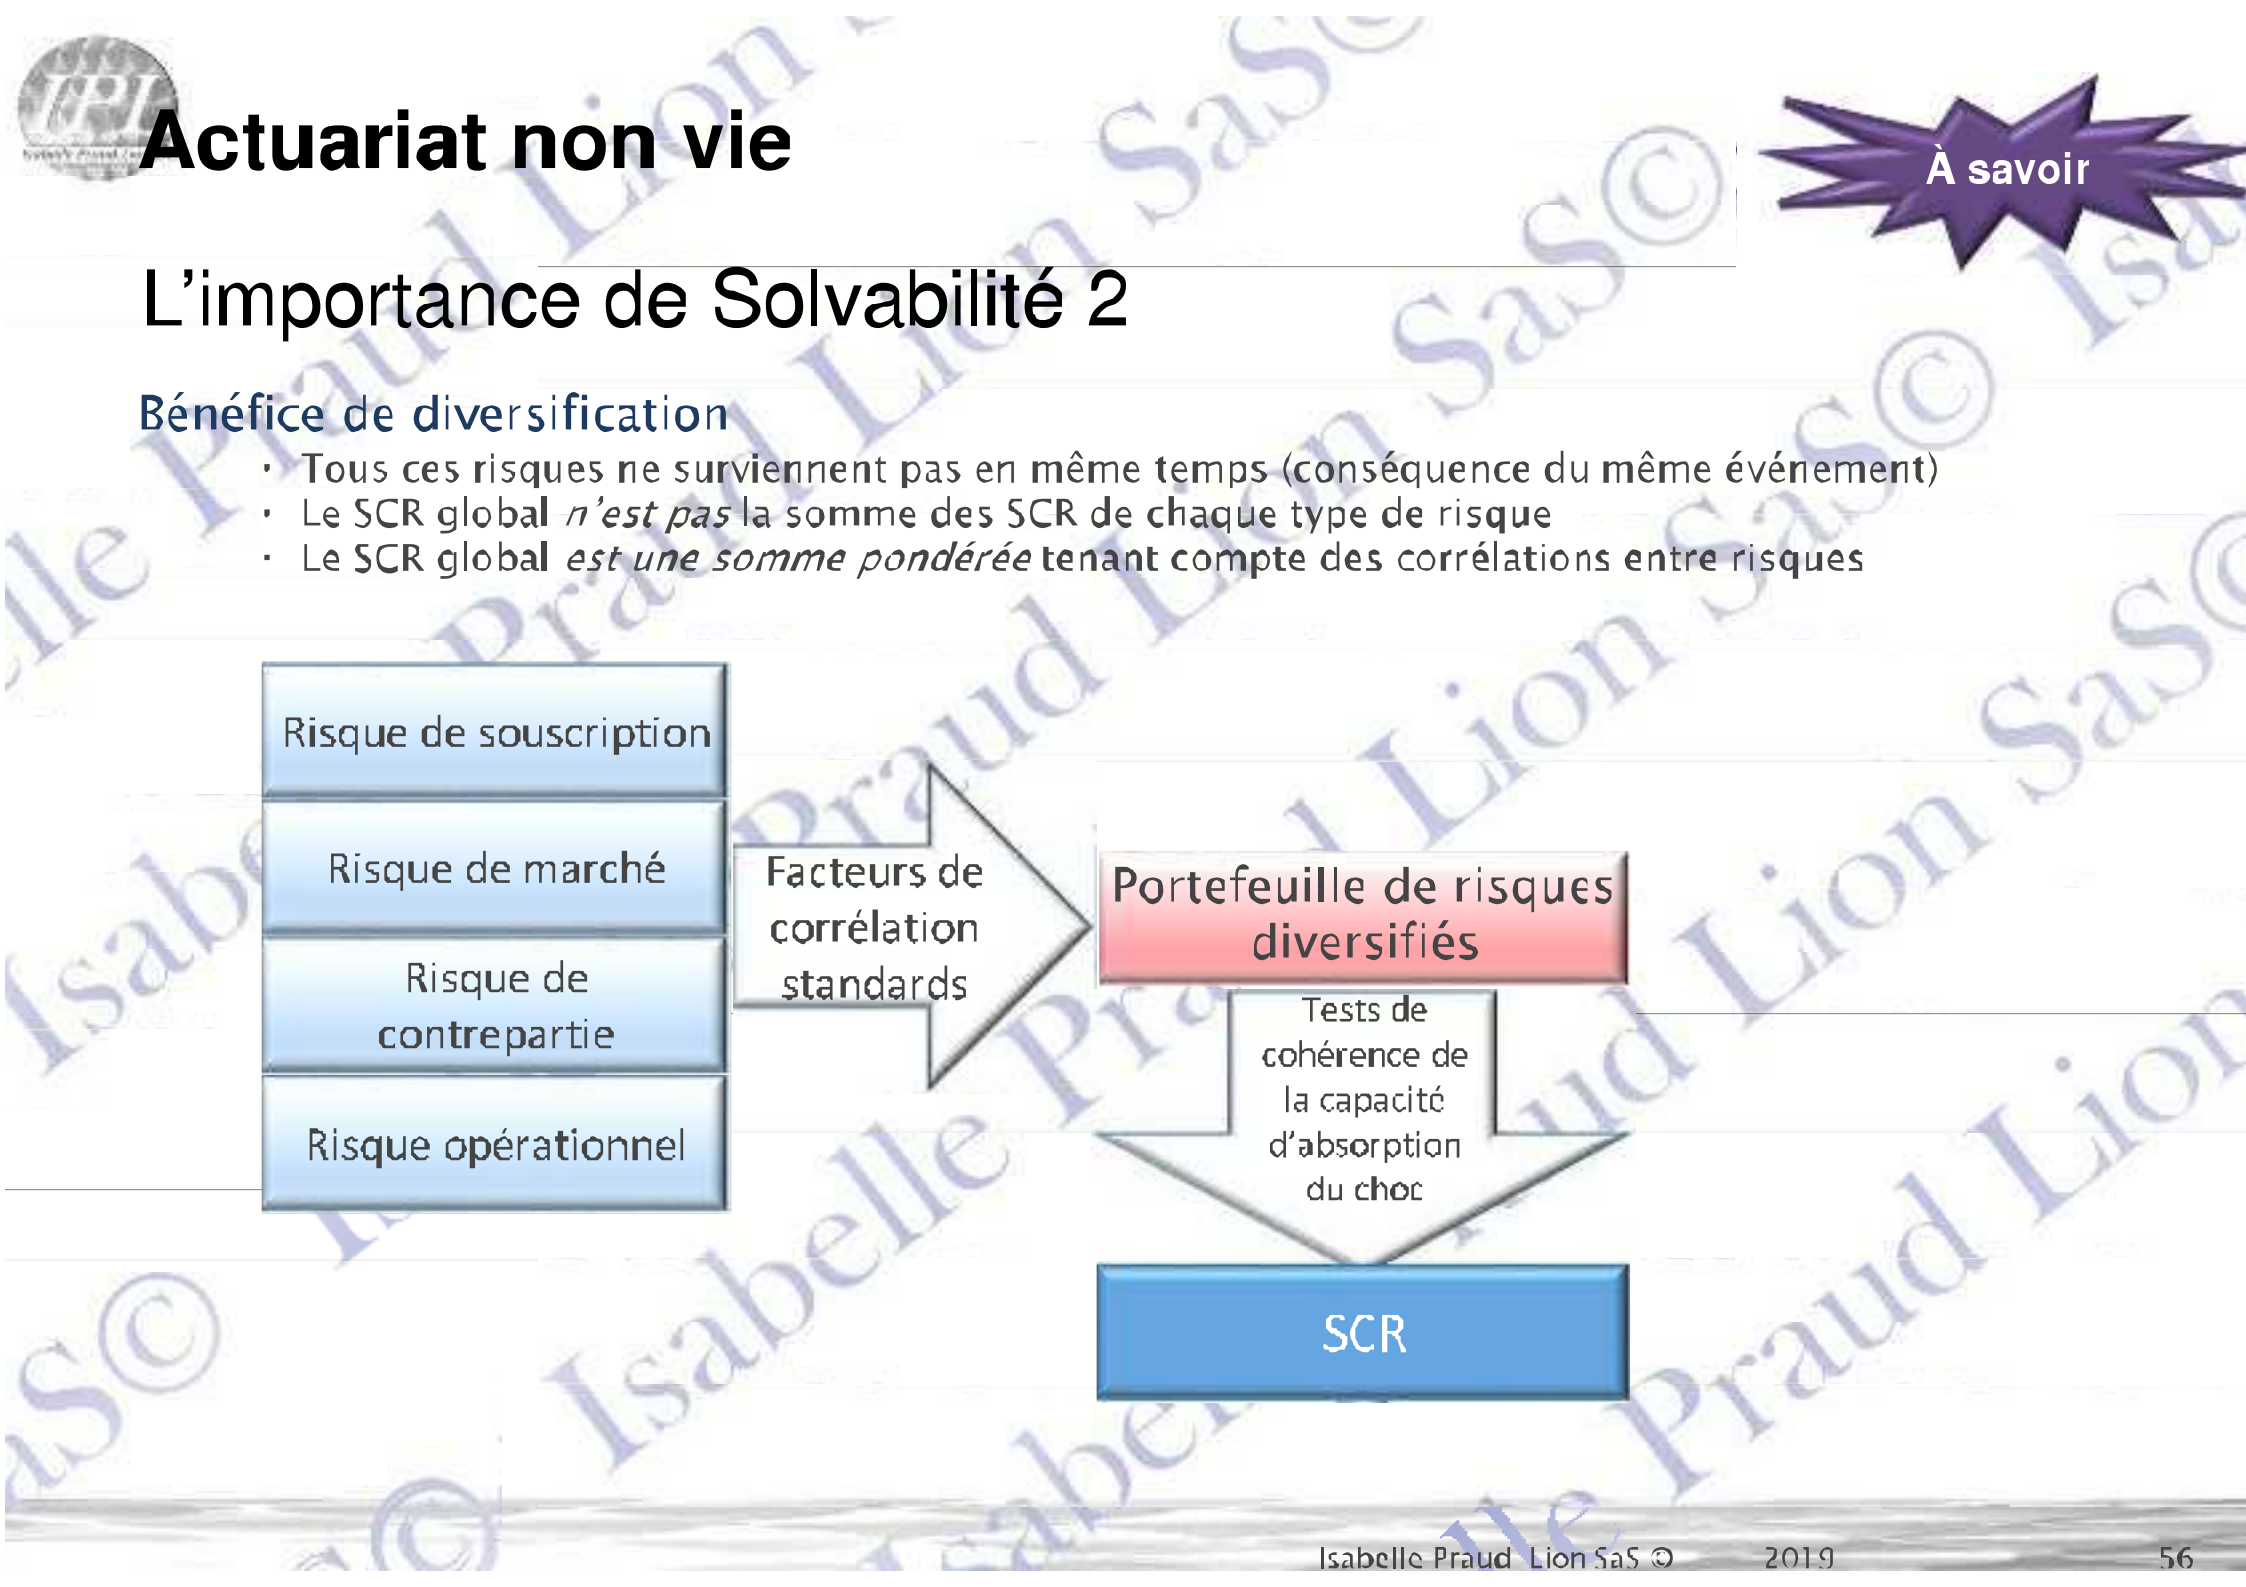 Actuariat non vie
À savoir
L'importance de Solvabilité 2
Bénéfice de diversification
· Tous ces risques ne surviennent pas en même temps (conséquence du même événement)
· Le SCR global n'est pas la somme des SCR de chaque type de risque
· Le SCR global est une somme pondérée tenant compte des corrélations entre risques
Risque de souscription
Risque de marché
Risque de
contrepartie
Risque opérationnel
Facteurs de
corrélation
standards
Portefeuille de risques
diversifiés
Tests de
cohérence de
la capacité
d'absorption
du choc
SCR
Isabelle Praud Lion SaS © 2019 56